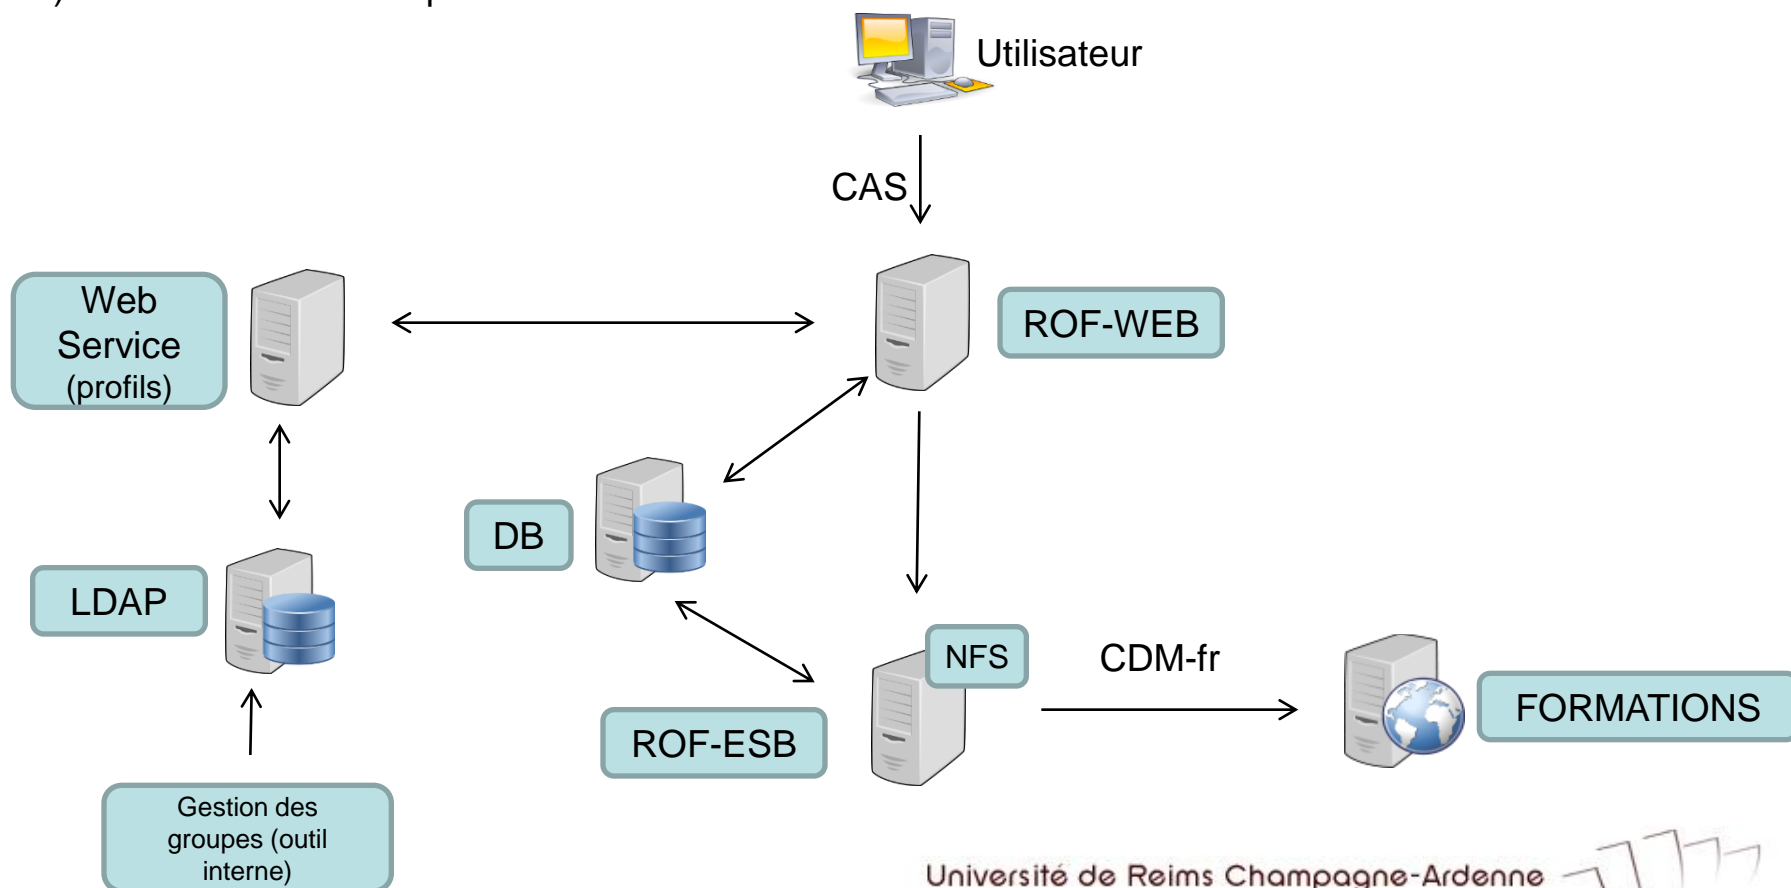 Utilisateur
CAS
Web
Service
(profils)
ROF-WEB
DB
LDAP
NFS
CDM-fr
FORMATIONS
ROF-ESB
Gestion des
groupes (outil
interne)
Université de Reims Champagne-Ardenne